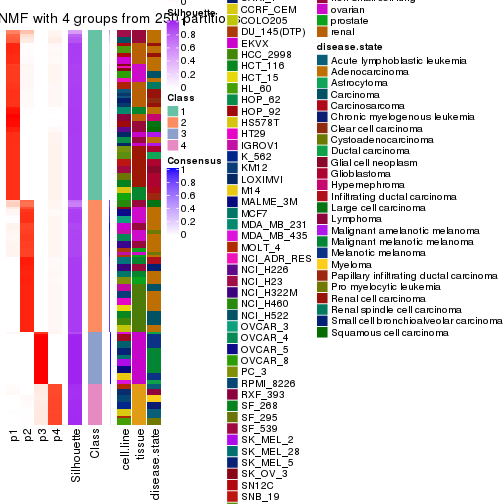 NMF with 4 groups from 250 partitio
Silhouette
1
0.8
0.6
0.4
0.2
0
Class
1
2
3
4
Consensus
1
0.8
0.6
0.4
0.2
0
p1
p2
p3
p4
Silhouette
Class
cell.line
tissue
disease.state
CCRF_CEM
COLO205
DU_145(DTP)
EKVX
HCC_2998
HCT_116
HCT_15
HL_60
HOP_62
HOP_92
HS578T
HT29
IGROV1
K_562
KM12
LOXIMVI
M14
MALME_3M
MCF7
MDA_MB_231
MDA_MB_435
MOLT_4
NCI_ADR_RES
NCI_H226
NCI_H23
NCI_H322M
NCI_H460
NCI_H522
OVCAR_3
OVCAR_4
OVCAR_5
OVCAR_8
PC_3
RPMI_8226
RXF_393
SF_268
SF_295
SF_539
SK_MEL_2
SK_MEL_28
SK_MEL_5
SK_OV_3
SN12C
SNB_19
ovarian
prostate
renal
disease.state
Acute lymphoblastic leukemia
Adenocarcinoma
Astrocytoma
Carcinoma
Carcinosarcoma
Chronic myelogenous leukemia
Clear cell carcinoma
Cystoadenocarcinoma
Ductal carcinoma
Glial cell neoplasm
Glioblastoma
Hypernephroma
Infiltrating ductal carcinoma
Large cell carcinoma
Lymphoma
Malignant amelanotic melanoma
Malignant melanotic melanoma
Melanotic melanoma
Myeloma
Papillary infiltrating ductal carcinoma
Pro myelocytic leukemia
Renal cell carcinoma
Renal spindle cell carcinoma
Small cell bronchioalveolar carcinoma
Squamous cell carcinoma